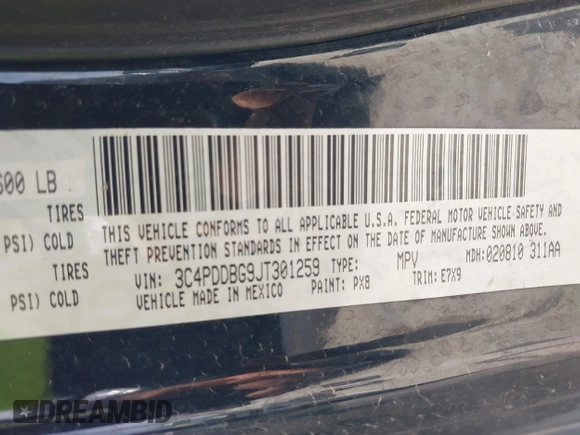 600 LB
TIRES
PSI) COLD
TIRES
PSI) COLD
THIS VEHICLE CONFORMS TO ALL APPLICABLE U.S.A. FEDERAL MOTOR VEHICLE SAFETY AND
THEFT PREVENTION STANDARDS IN EFFECT ON THE DATE OF MANUFACTURE SHOWN ABOVE.
VIN: 3C4PDDBG9JT301259 TYPE: MPV MDH: 020810 311AA
VEHICLE MADE IN MEXICO PAINT: PX8 TRIM: E7X9
DREAMBID